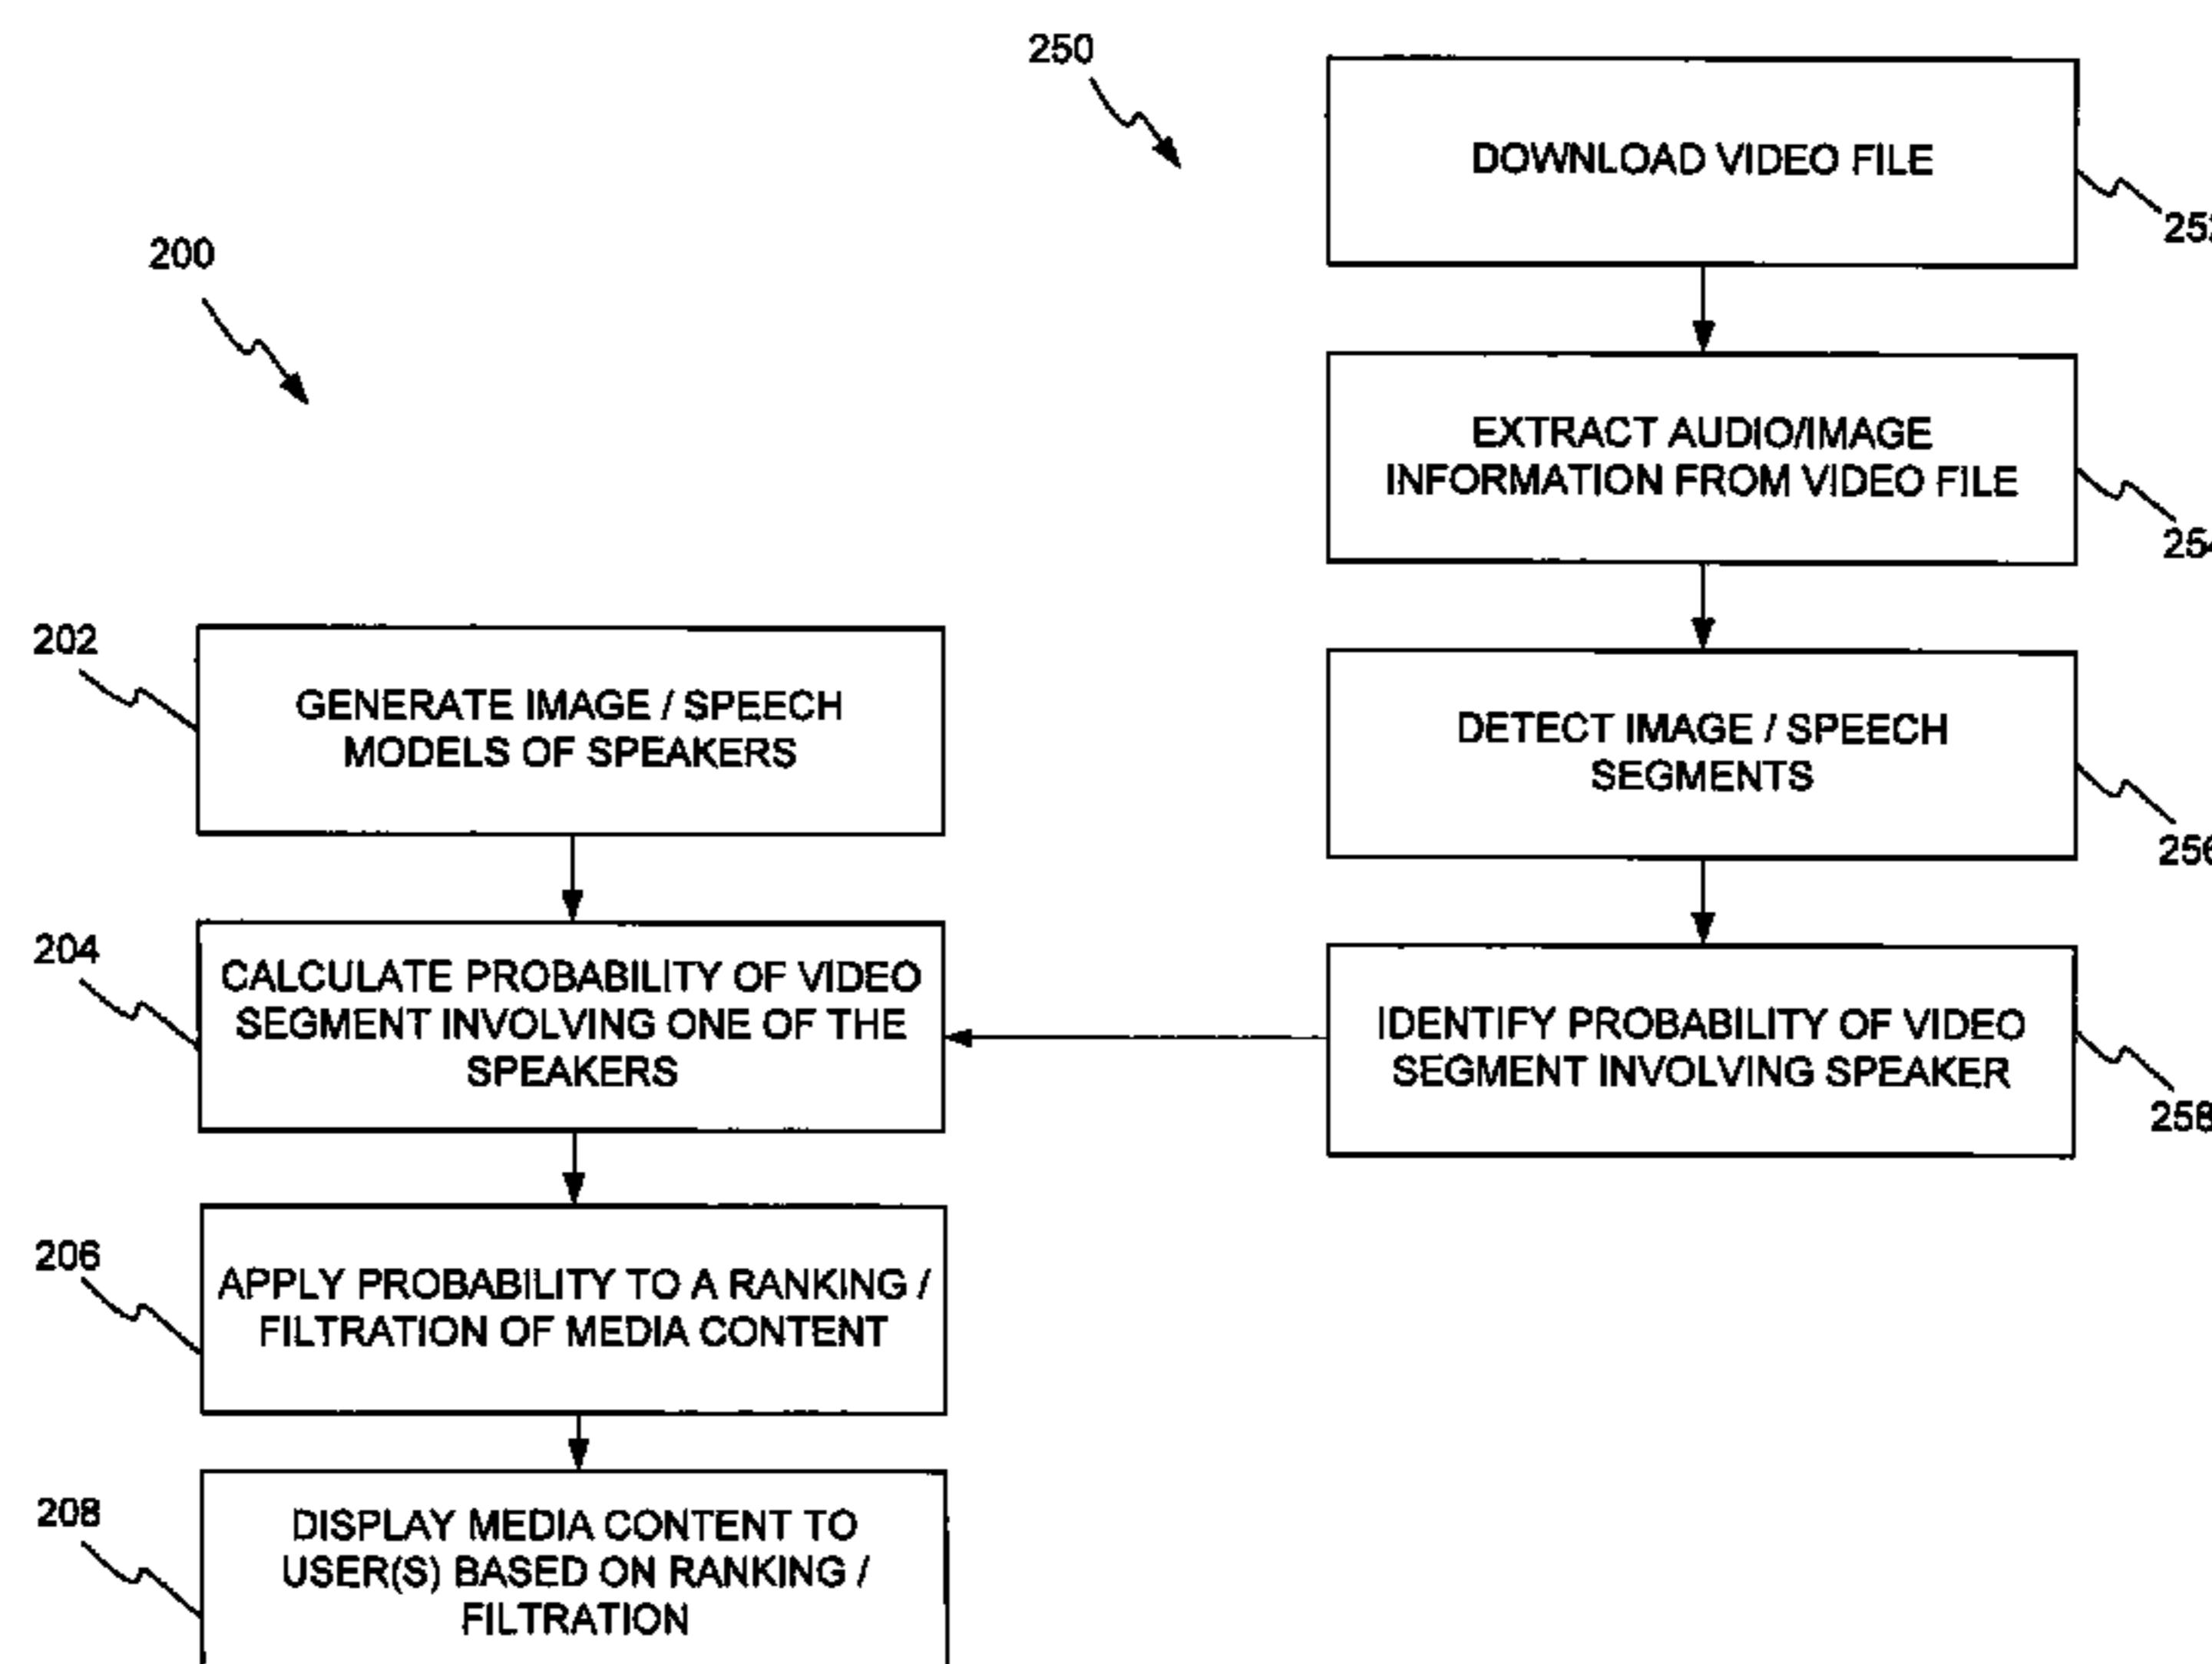 250
DOWNLOAD VIDEO FILE
200
EXTRACT AUDIO/IMAGE
INFORMATION FROM VIDEO FILE
202
GENERATE IMAGE / SPEECH
MODELS OF SPEAKERS
DETECT IMAGE / SPEECH
SEGMENTS
204
CALCULATE PROBABILITY OF VIDEO
SEGMENT INVOLVING ONE OF THE
SPEAKERS
IDENTIFY PROBABILITY OF VIDEO
SEGMENT INVOLVING SPEAKER
258
206
APPLY PROBABILITY TO A RANKING /
FILTRATION OF MEDIA CONTENT
208
DISPLAY MEDIA CONTENT TO
USER(S) BASED ON RANKING /
FILTRATION